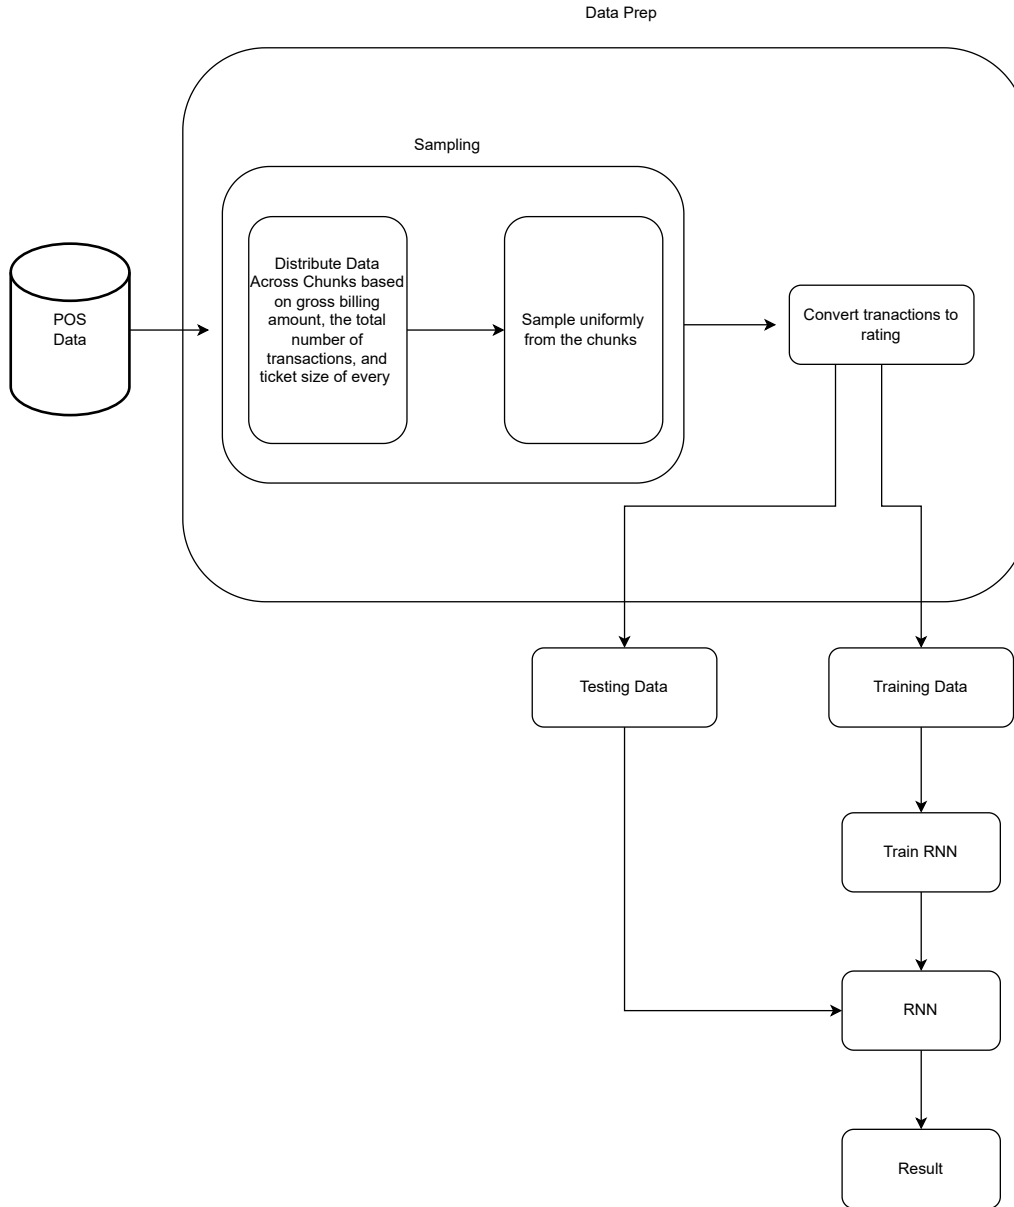 Data Prep
Sampling
POS
Data
Distribute Data
Across Chunks based
on gross billing
amount, the total
number of
transactions, and
ticket size of every
Sample uniformly
from the chunks
Convert tranactions to
rating
Testing Data
Training Data
Train RNN
RNN
Result